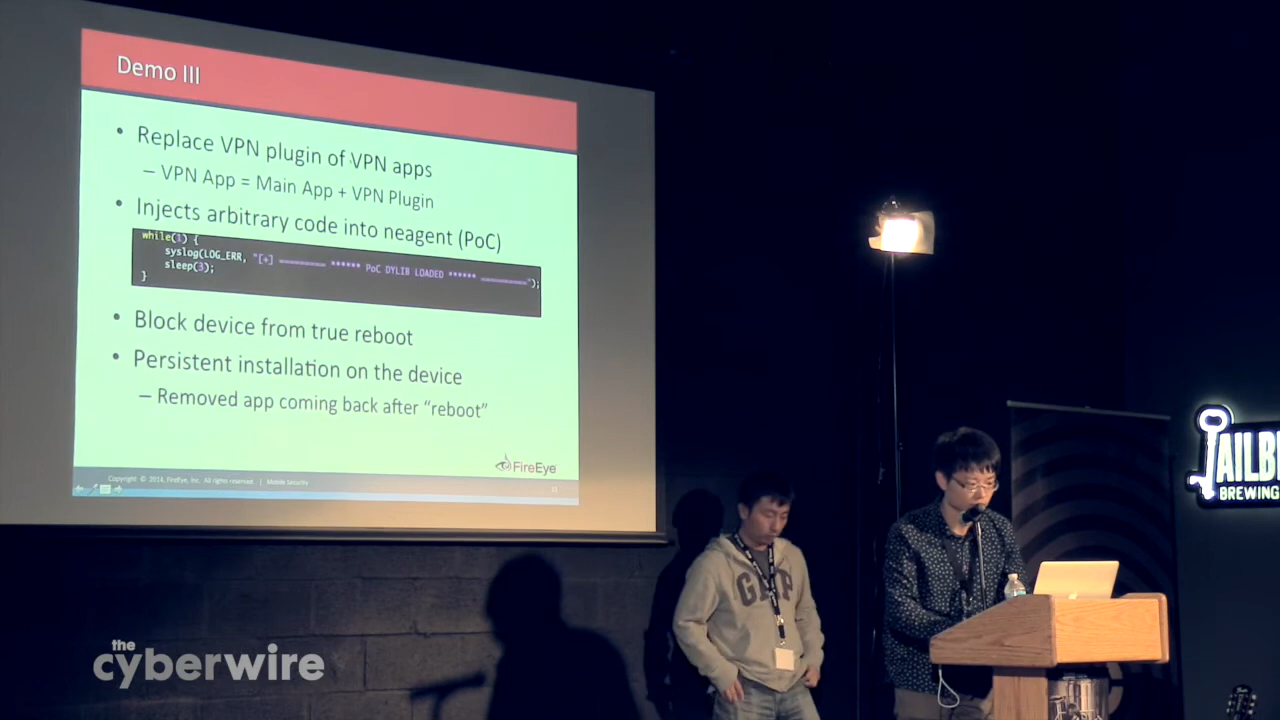 Demo III
• Replace VPN plugin of VPN apps
– VPN App = Main App + VPN Plugin
• Injects arbitrary code into neagent (PoC)
while(1) {
syslog(LOG_ERR, "[+] ========= ****** PoC DYLIB LOADED ****** ==========");
sleep(3);
}
• Block device from true reboot
• Persistent installation on the device
– Removed app coming back after “reboot”
FireEye
Copyright © 2014, FireEye, Inc. All rights reserved. | Mobile Security
GAP
AILB
BREWING
the
cyberwire